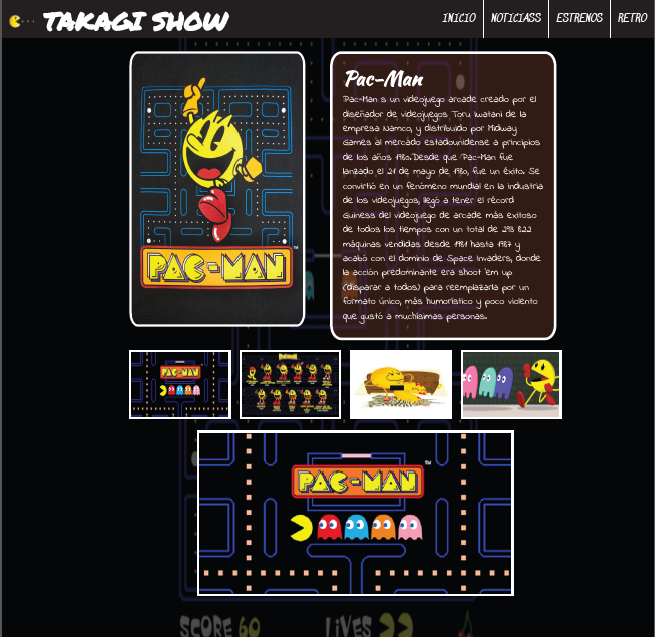 TAKAGI SHOW
INICIO
NOTICIASS
ESTRENOS
RETRO
PAC-MAN
TM
Pac-Man
Pac-Man s un videojuego arcade creado por el
diseñador de videojuegos Toru Iwatani de la
empresa Namco, y distribuido por Midway
Games al mercado estadounidense a principios
de los años 1980.Desde que Pac-Man fue
lanzado el 21 de mayo de 1980, fue un éxito. Se
convirtió en un fenómeno mundial en la industria
de los videojuegos, llegó a tener el récord
Guiness del videojuego de arcade más exitoso
de todos los tiempos con un total de 293 822
máquinas vendidas desde 1981 hasta 1987 y
acabó con el dominio de Space Invaders, donde
la acción predominante era shoot 'em up
(disparar a todos) para reemplazarla por un
formato único, más humorístico y poco violento
que gustó a muchísimas personas.
PAC-MAN
PAC-MAN
TM
SCORE 60
LIVES